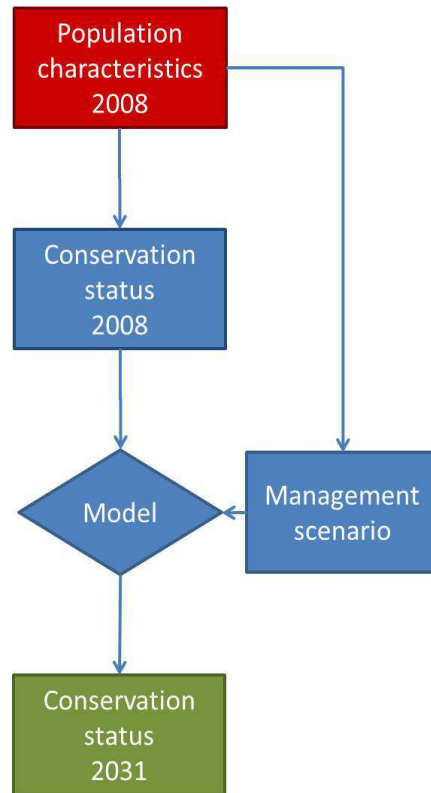 Population
characteristics
2008
Conservation
status
2008
Model
Management
scenario
Conservation
status
2031